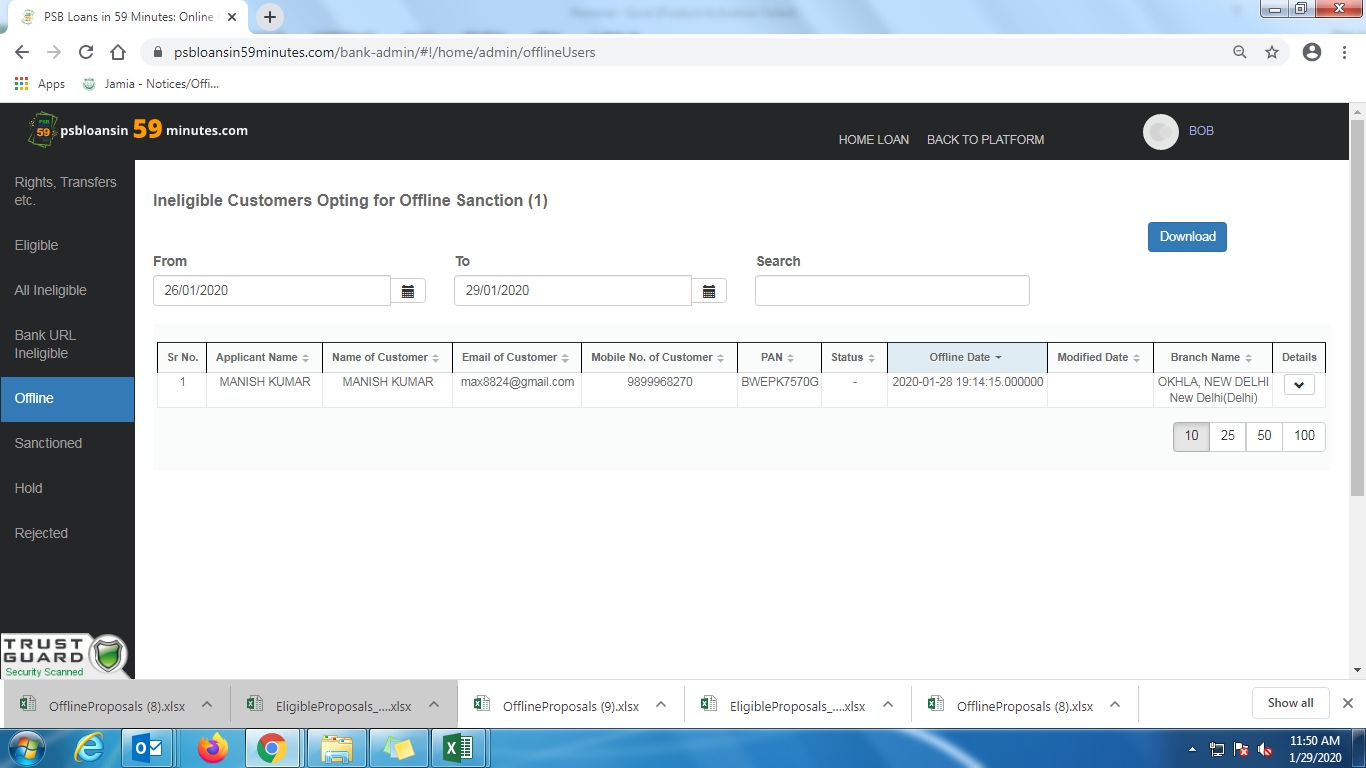 PSB Loans in 59 Minutes: Online
psbloansin59minutes.com/bank-admin/#!/home/admin/offlineUsers
Apps
Jamia - Notices/Offi...
PSB
59
psbloansin 59 minutes.com
HOME LOAN
BACK TO PLATFORM
BOB
Rights, Transfers
etc.
Eligible
All Ineligible
Bank URL
Ineligible
Offline
Sanctioned
Hold
Rejected
TRUST
GUARD
Security Scanned
Ineligible Customers Opting for Offline Sanction (1)
Download
From
To
Search
26/01/2020
29/01/2020
Sr No. Applicant Name Name of Customer Email of Customer Mobile No. of Customer PAN Status Offline Date Modified Date Branch Name Details
1 MANISH KUMAR MANISH KUMAR max8824@gmail.com 9899968270 BWEPK7570G - 2020-01-28 19:14:15.000000 OKHLA, NEW DELHI
New Delhi(Delhi)
10 25 50 100
OfflineProposals (8).xlsx
EligibleProposals_....xlsx
OfflineProposals (9).xlsx
EligibleProposals_....xlsx
OfflineProposals (8).xlsx
Show all
11:50 AM
1/29/2020